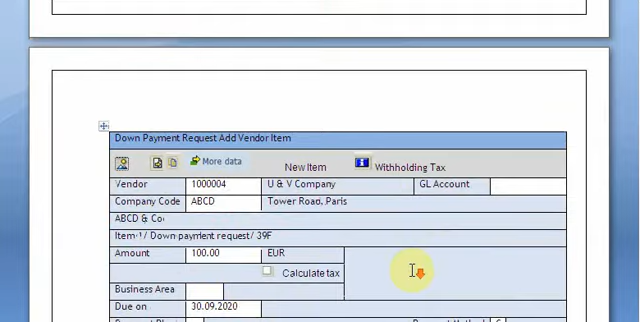 Down Payment Request Add Vendor Item
More data New Item Withholding Tax
Vendor 1000004 U & V Company GL Account
Company Code ABCD Tower Road, Paris
ABCD & Co
Item 1/ Down payment request/ 39F
Amount 100.00 EUR
Calculate tax
Business Area
Due on 30.09.2020